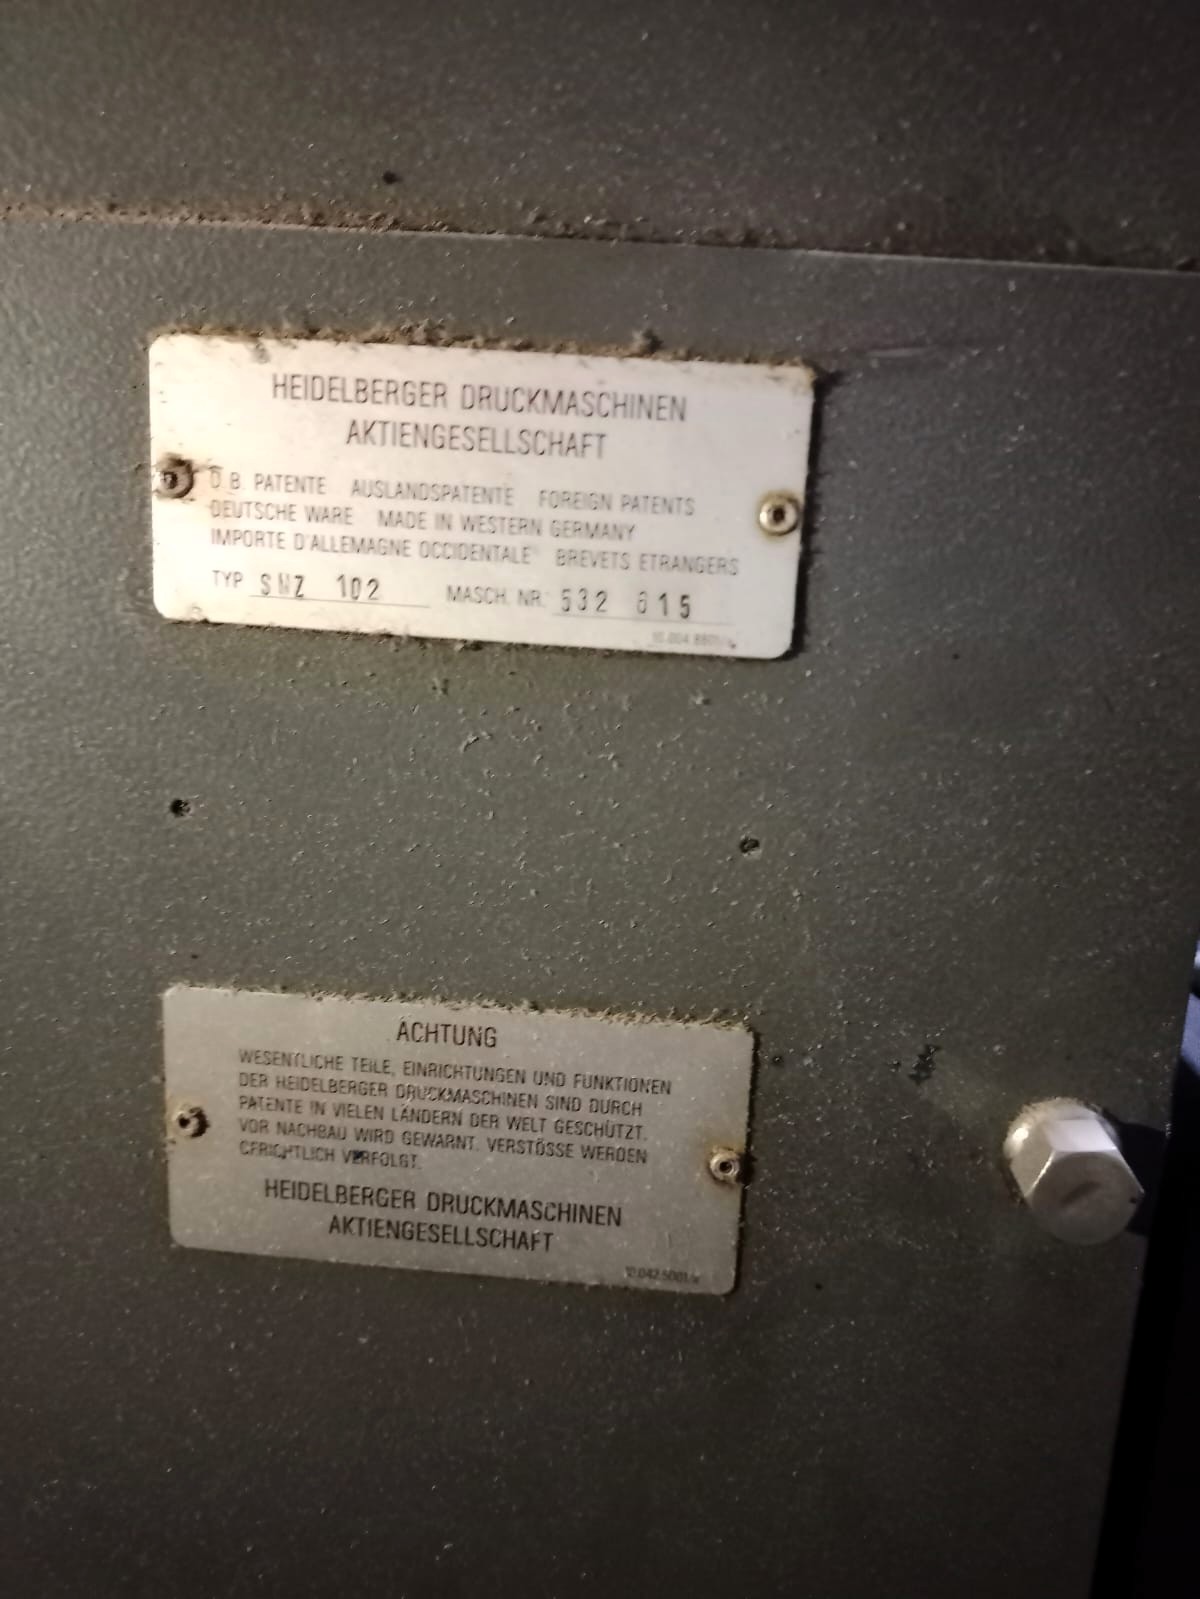 HEIDELBERGER DRUCKMASCHINEN
AKTIENGESELLSCHAFT
D.B. PATENTE AUSLANDSPATENTE FOREIGN PATENTS
DEUTSCHE WARE MADE IN WESTERN GERMANY
IMPORTE D'ALLEMAGNE OCCIDENTALE BREVETS ETRANGERS
TYP SNZ 102 MASCH. NR. 532
ACHTUNG
WESENTLICHE TEILE, EINRICHTUNGEN UND FUNKTIONEN
DER HEIDELBERGER DRUCKMASCHINEN SIND DURCH
PATENTE IN VIELEN LÄNDERN DER WELT GESCHÜTZT.
VOR NACHBAU WIRD GEWARNT. VERSTÖSSE WERDEN
GERICHTLICH VERFOLGT.
HEIDELBERGER DRUCKMASCHINEN
AKTIENGESELLSCHAFT